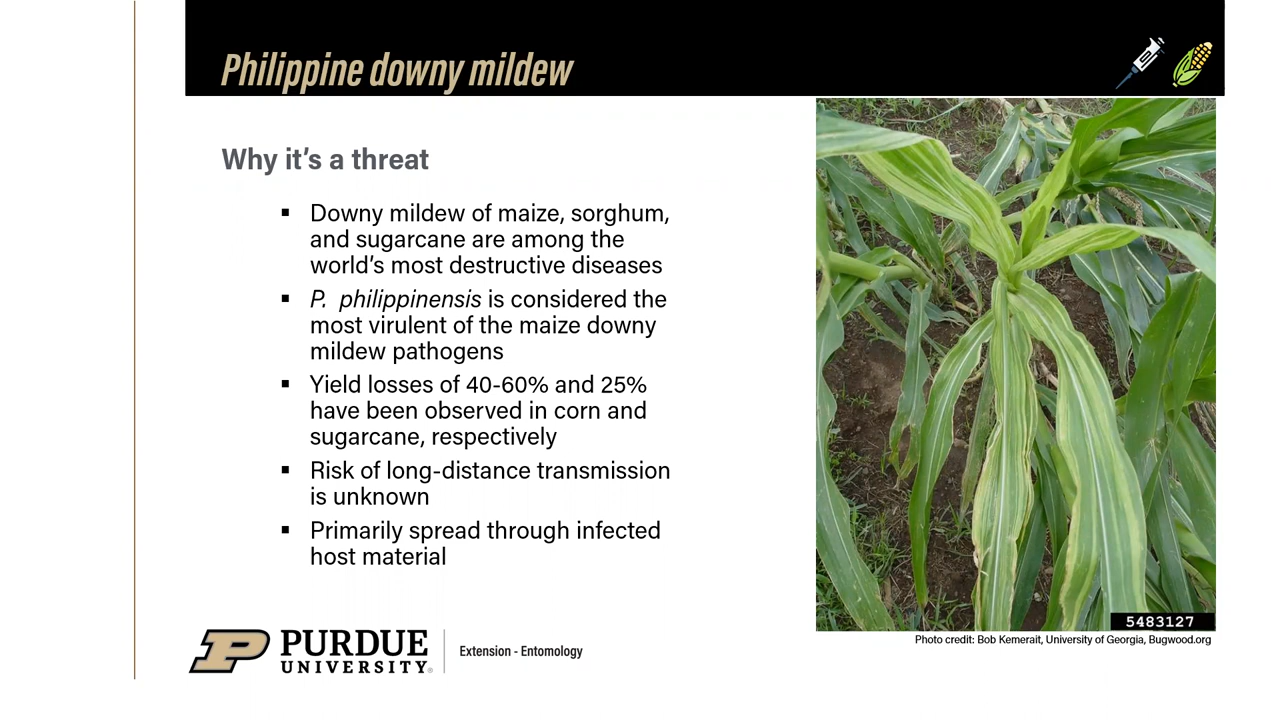 Philippine downy mildew
Why it's a threat
▪ Downy mildew of maize, sorghum,
and sugarcane are among the
world's most destructive diseases
▪ P. philippinensis is considered the
most virulent of the maize downy
mildew pathogens
▪ Yield losses of 40-60% and 25%
have been observed in corn and
sugarcane, respectively
▪ Risk of long-distance transmission
is unknown
▪ Primarily spread through infected
host material
5483127
Photo credit: Bob Kemerait, University of Georgia, Bugwood.org
P PURDUE
UNIVERSITY®
Extension - Entomology